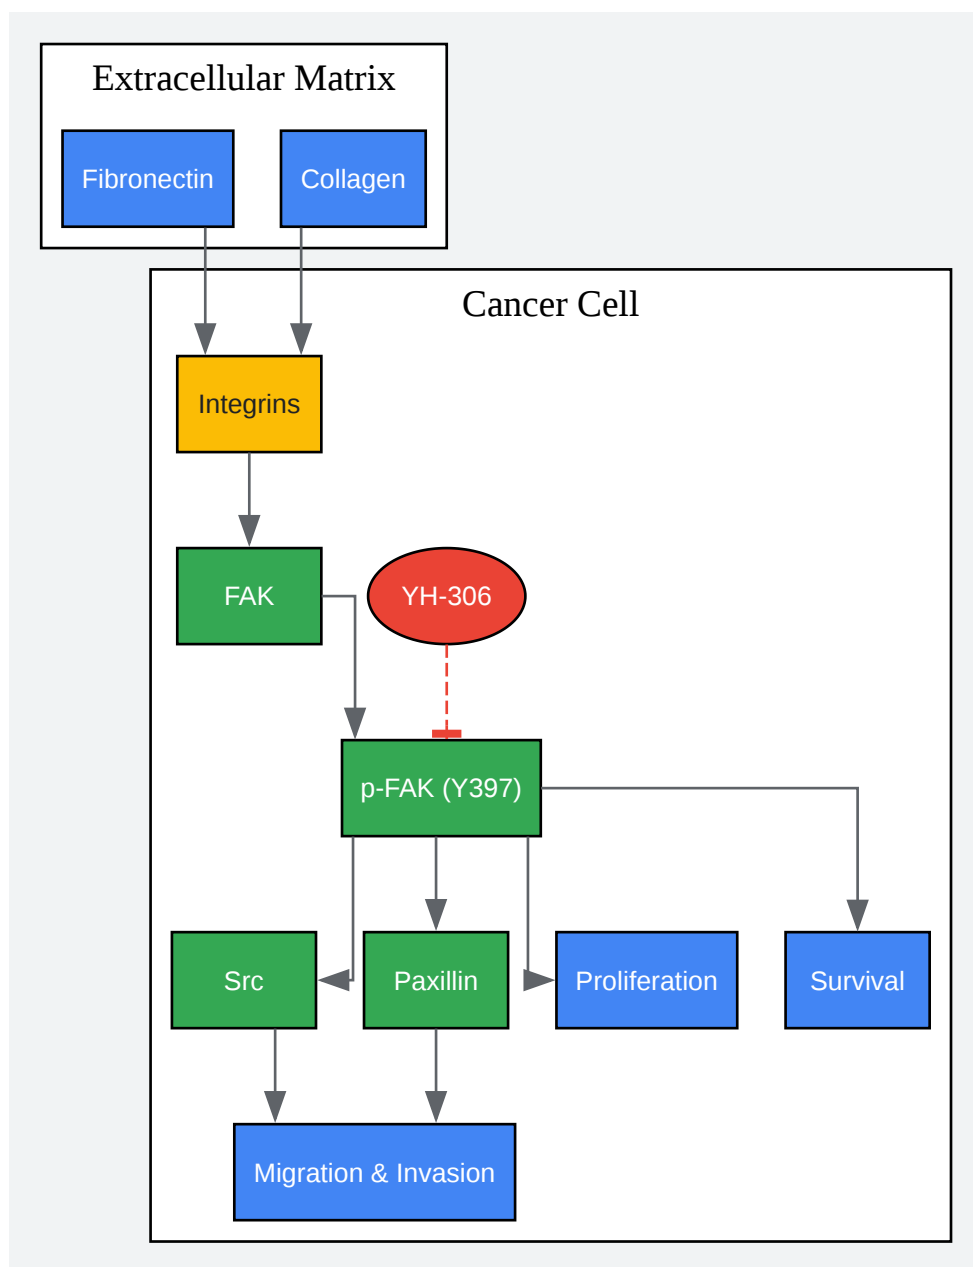 Extracellular Matrix
Fibronectin
Collagen
Cancer Cell
Integrins
FAK
YH-306
p-FAK (Y397)
Src
Paxillin
Proliferation
Survival
Migration & Invasion